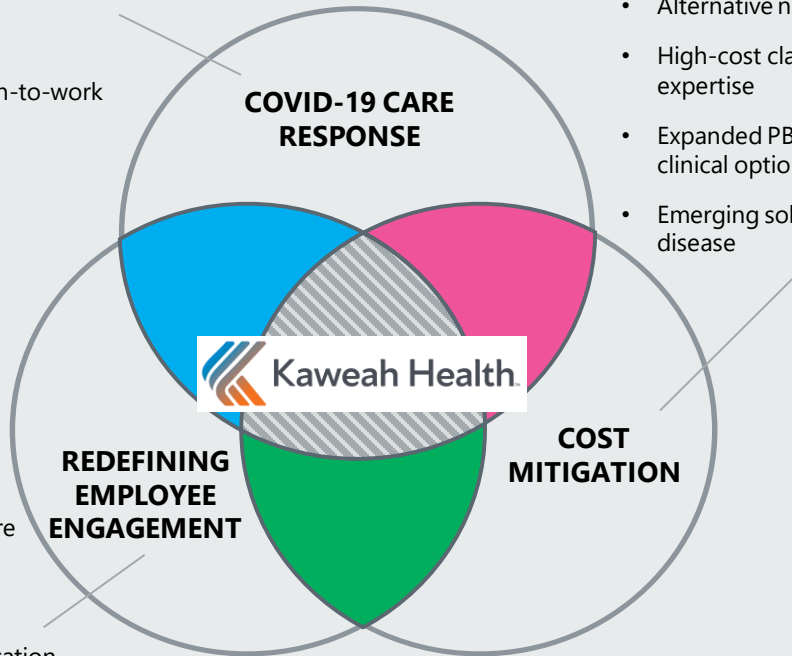 • Alternative n
• High-cost cla
expertise
• Expanded PB
clinical optio
• Emerging sol
disease
n-to-work
COVID-19 CARE
RESPONSE
Kaweah Health
COST
MITIGATION
REDEFINING
EMPLOYEE
ENGAGEMENT
re